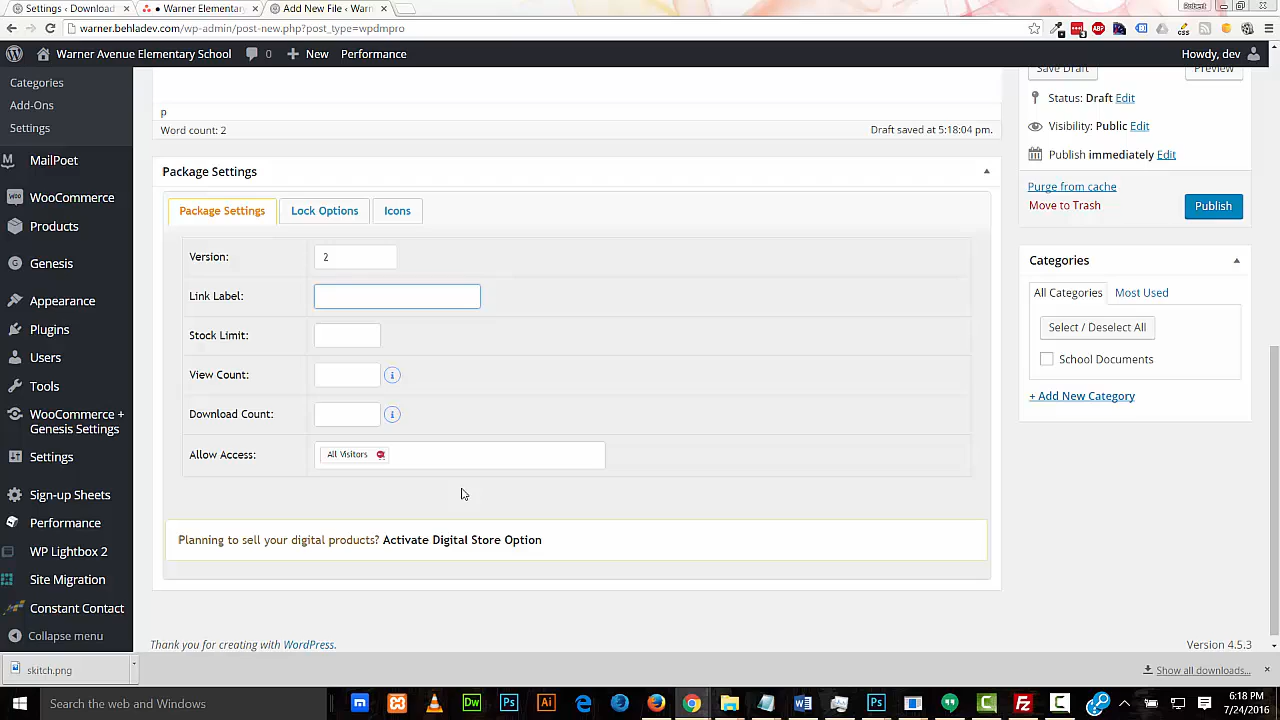 Settings ‹ Download
Warner Elementary
Add New File ‹ Warn
Robert
warner.behladev.com/wp-admin/post-new.php?post_type=wpdmpro
Warner Avenue Elementary School
0
New
Performance
Howdy, dev
Categories
Add-Ons
Settings
MailPoet
WooCommerce
Products
Genesis
Appearance
Plugins
Users
Tools
WooCommerce +
Genesis Settings
Settings
Sign-up Sheets
Performance
WP Lightbox 2
Site Migration
Constant Contact
Collapse menu
p
Word count: 2
Draft saved at 5:18:04 pm.
Package Settings
Package Settings
Lock Options
Icons
Version:
2
Link Label:
Stock Limit:
View Count:
Download Count:
Allow Access:
All Visitors
Planning to sell your digital products? Activate Digital Store Option
Thank you for creating with WordPress.
Version 4.5.3
Save Draft
Preview
Status: Draft Edit
Visibility: Public Edit
Publish immediately Edit
Purge from cache
Move to Trash
Publish
Categories
All Categories
Most Used
Select / Deselect All
School Documents
+ Add New Category
skitch.png
Show all downloads...
Search the web and Windows
6:18 PM
7/24/2016